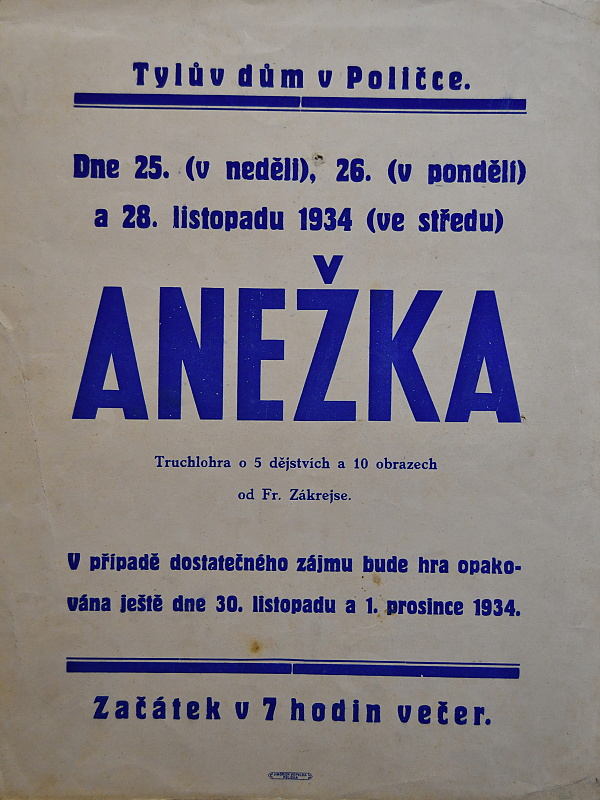 Tylův dům v Poličce.
Dne 25. (v neděli), 26. (v pondělí)
a 28. listopadu 1934 (ve středu)
ANEŽKA
Truchlohra o 5 dějstvích a 10 obrazech
od Fr. Zákrejse.
V případě dostatečného zájmu bude hra opako-
vána ještě dne 30. listopadu a 1. prosince 1934.
Začátek v 7 hodin večer.